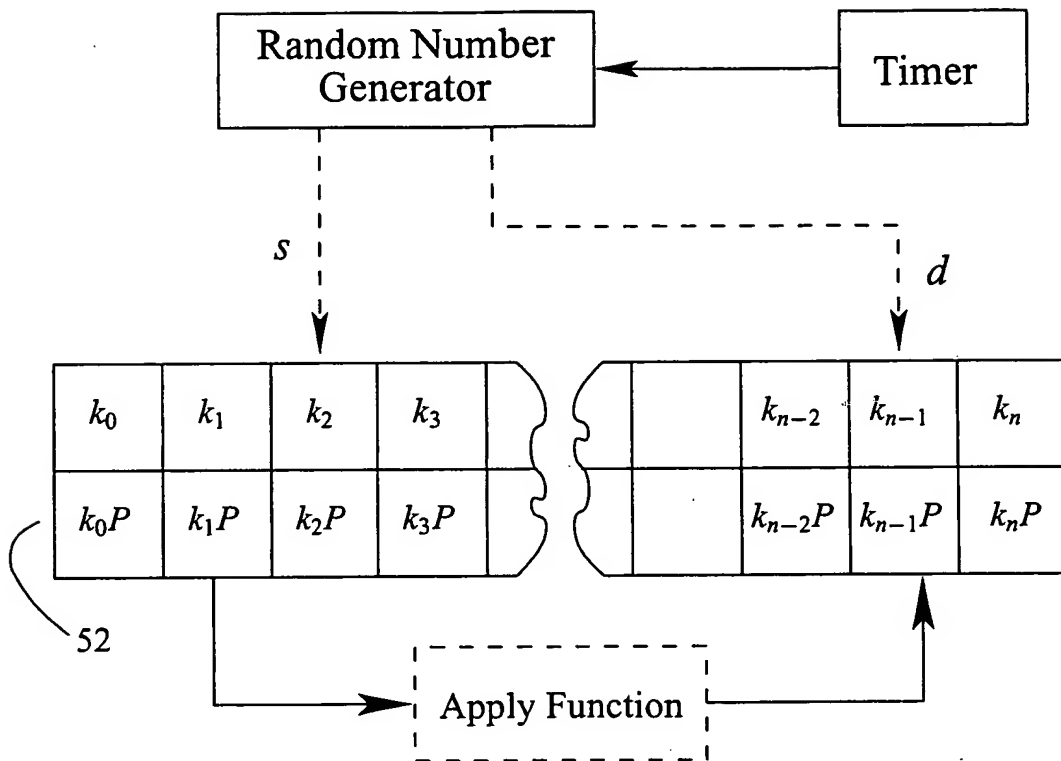 Random Number
Generator
Timer
s
d
k₀ k₁ k₂ k₃ kₙ₋₂ kₙ₋₁ kₙ
k₀P k₁P k₂P k₃P kₙ₋₂P kₙ₋₁P kₙP
52
Apply Function